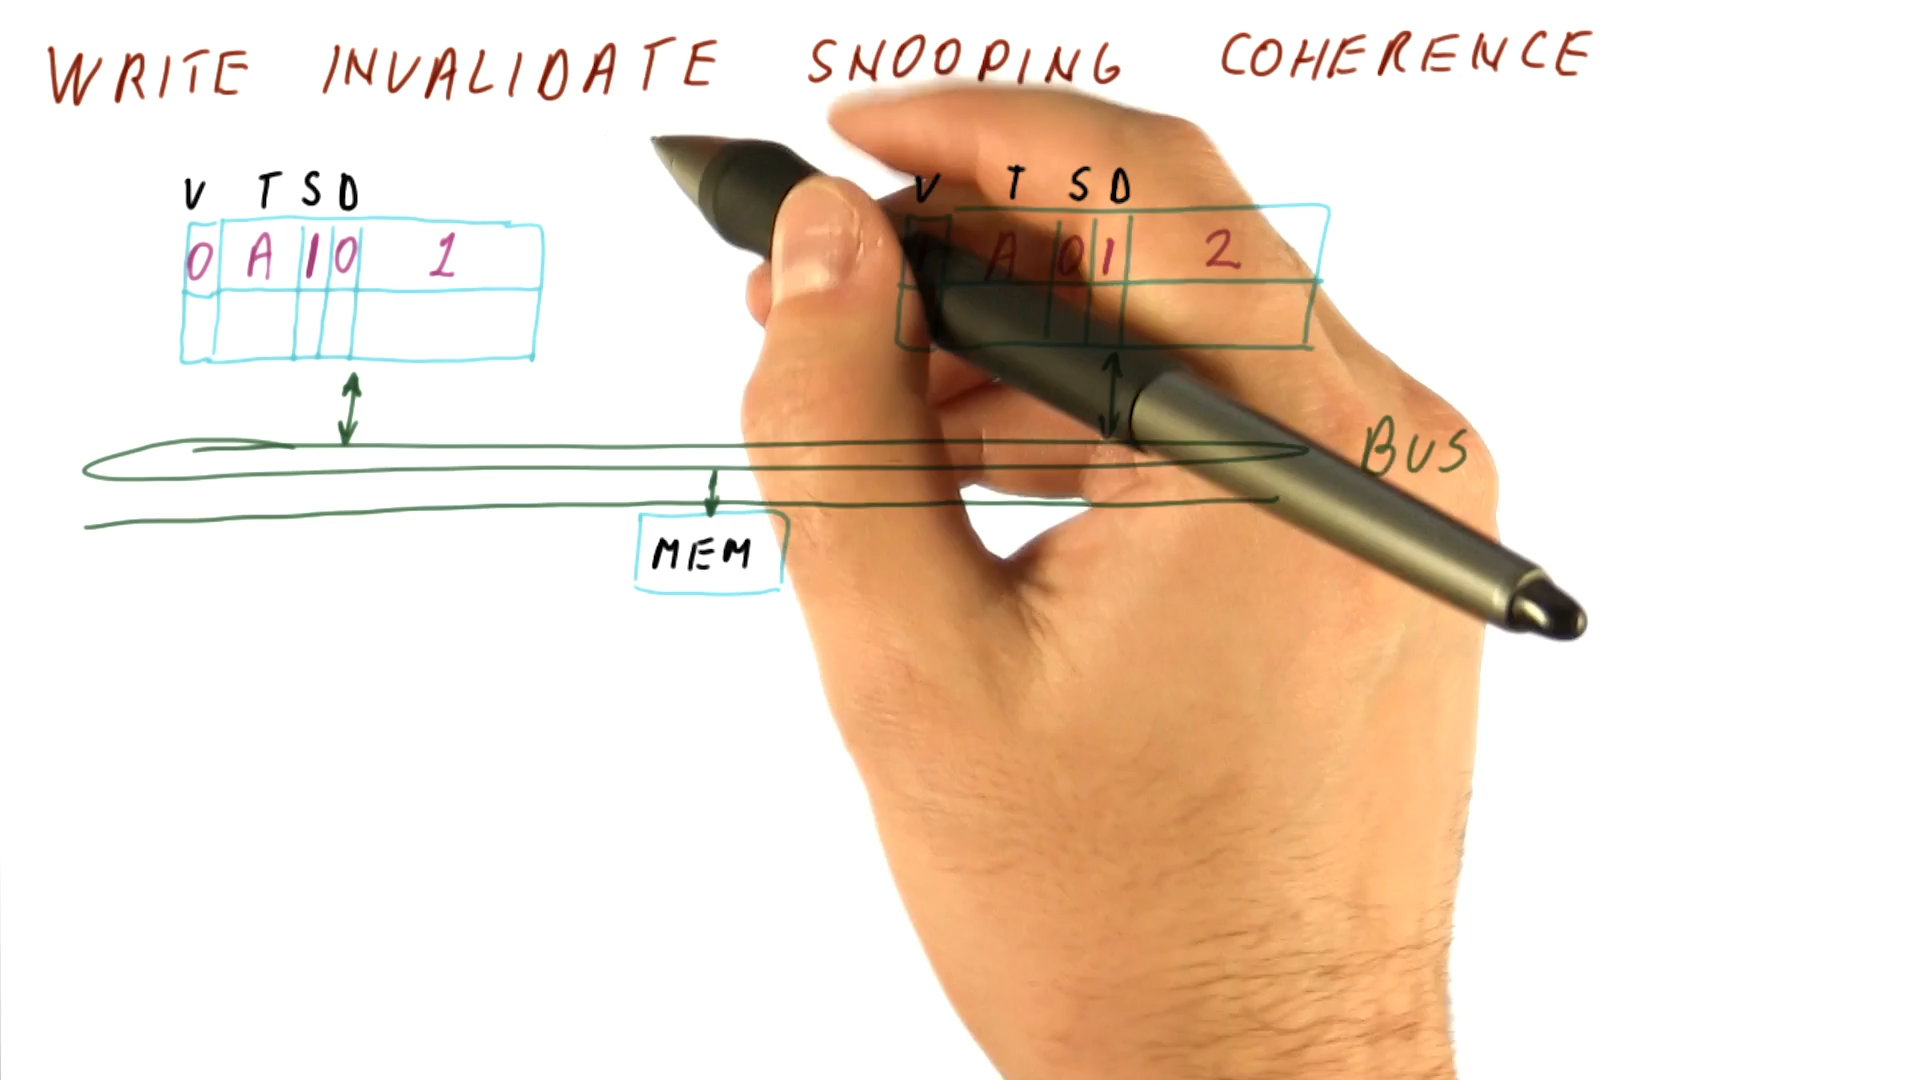 WRITE INVALIDATE SNOOPING COHERENCE
V T S D
0 A 1 0 1
V T S D
A 0 1 2
BUS
MEM